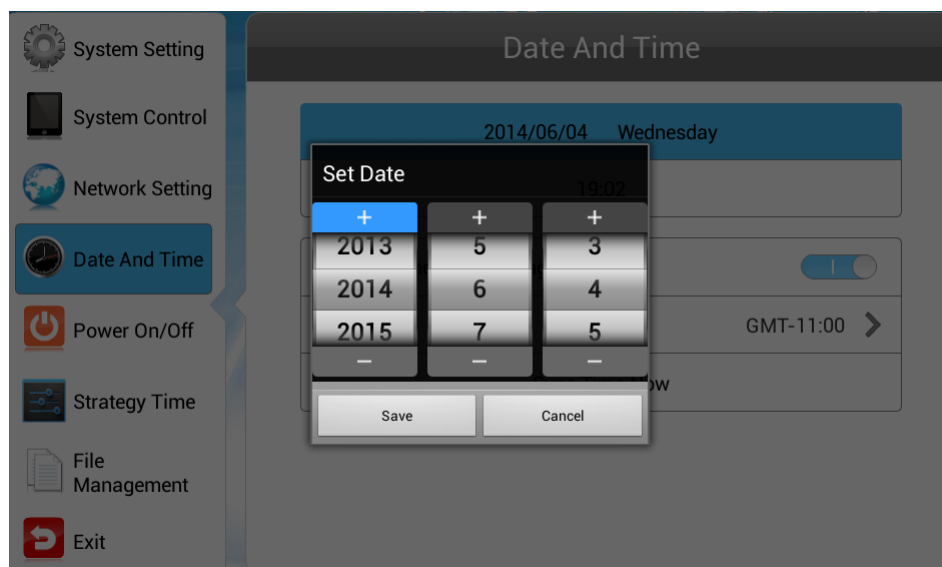 System Setting
System Control
Network Setting
Date And Time
Power On/Off
Strategy Time
File
Management
Exit
Date And Time
2014/06/04 Wednesday
19:02
GMT-11:00
Set Date
+ + +
2013 5 3
2014 6 4
2015 7 5
− − −
Save Cancel